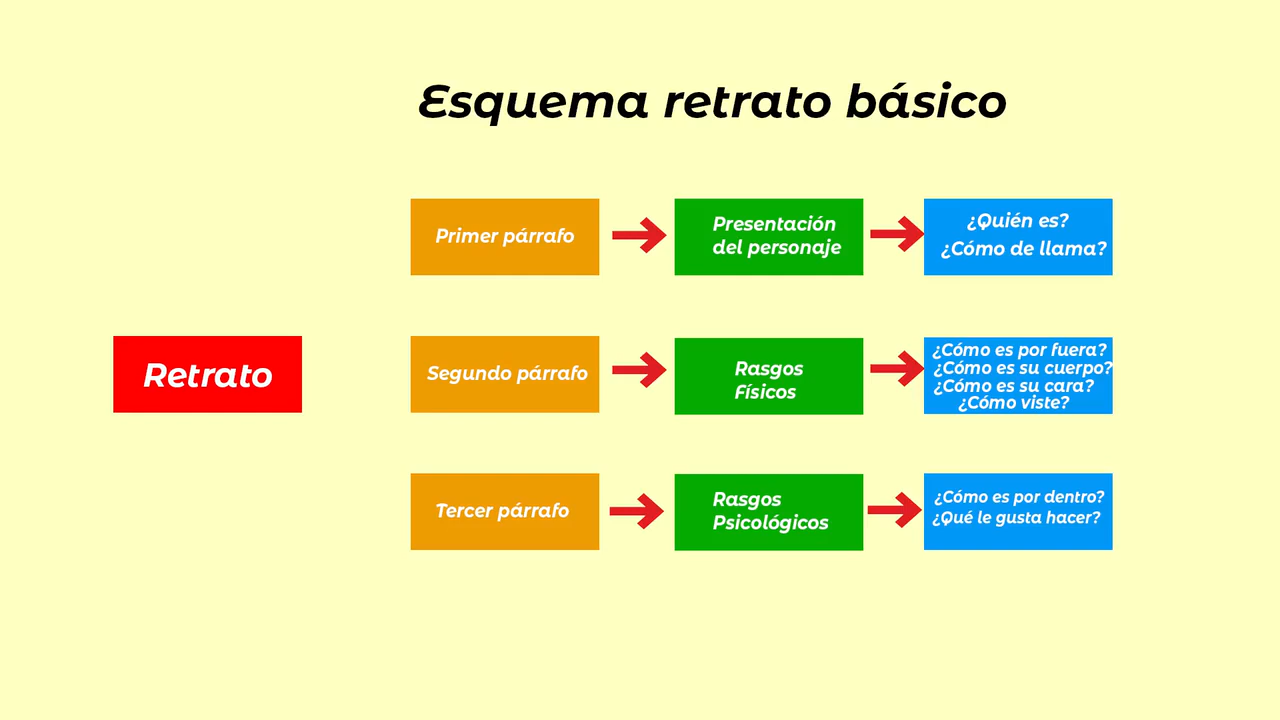 Esquema retrato básico
Primer párrafo
Presentación
del personaje
¿Quién es?
¿Cómo de llama?
Retrato
Segundo párrafo
Rasgos
Físicos
¿Cómo es por fuera?
¿Cómo es su cuerpo?
¿Cómo es su cara?
¿Cómo viste?
Tercer párrafo
Rasgos
Psicológicos
¿Cómo es por dentro?
¿Qué le gusta hacer?